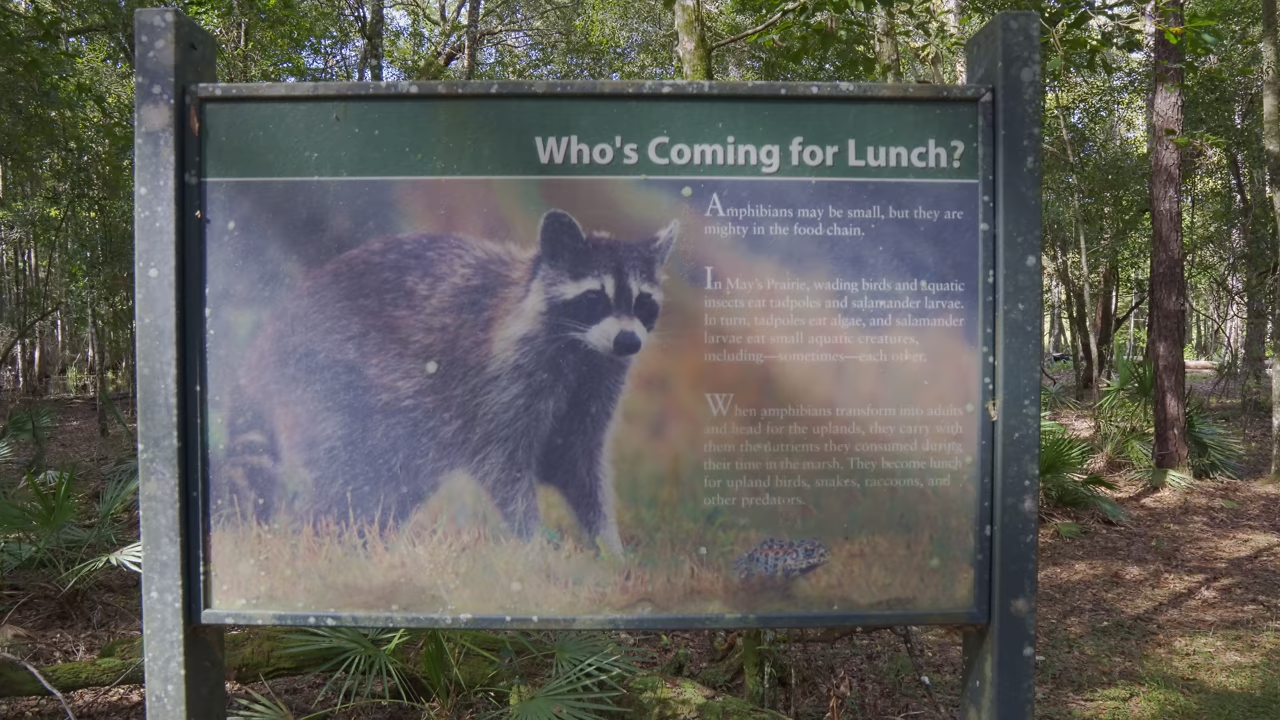 Who's Coming for Lunch?
Amphibians may be small, but they are
mighty in the food chain.
In May's Prairie, wading birds and aquatic
insects eat tadpoles and salamander larvae.
In turn, tadpoles eat algae, and salamander
larvae eat small aquatic creatures,
including—sometimes—each other.
When amphibians transform into adults
and head for the uplands, they carry with
them the nutrients they consumed during
their time in the marsh. They become lunch
for upland birds, snakes, raccoons, and
other predators.